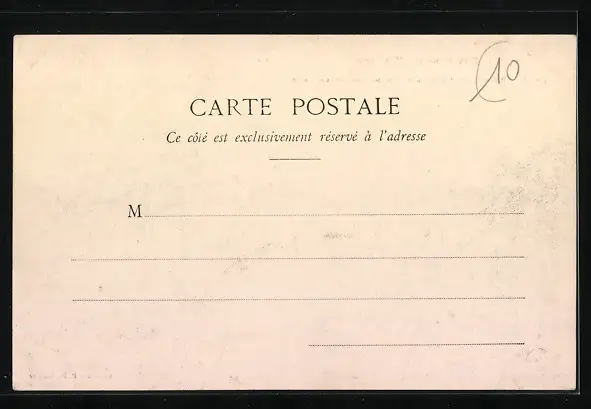 10
CARTE POSTALE
Ce côté est exclusivement réservé à l'adresse
M